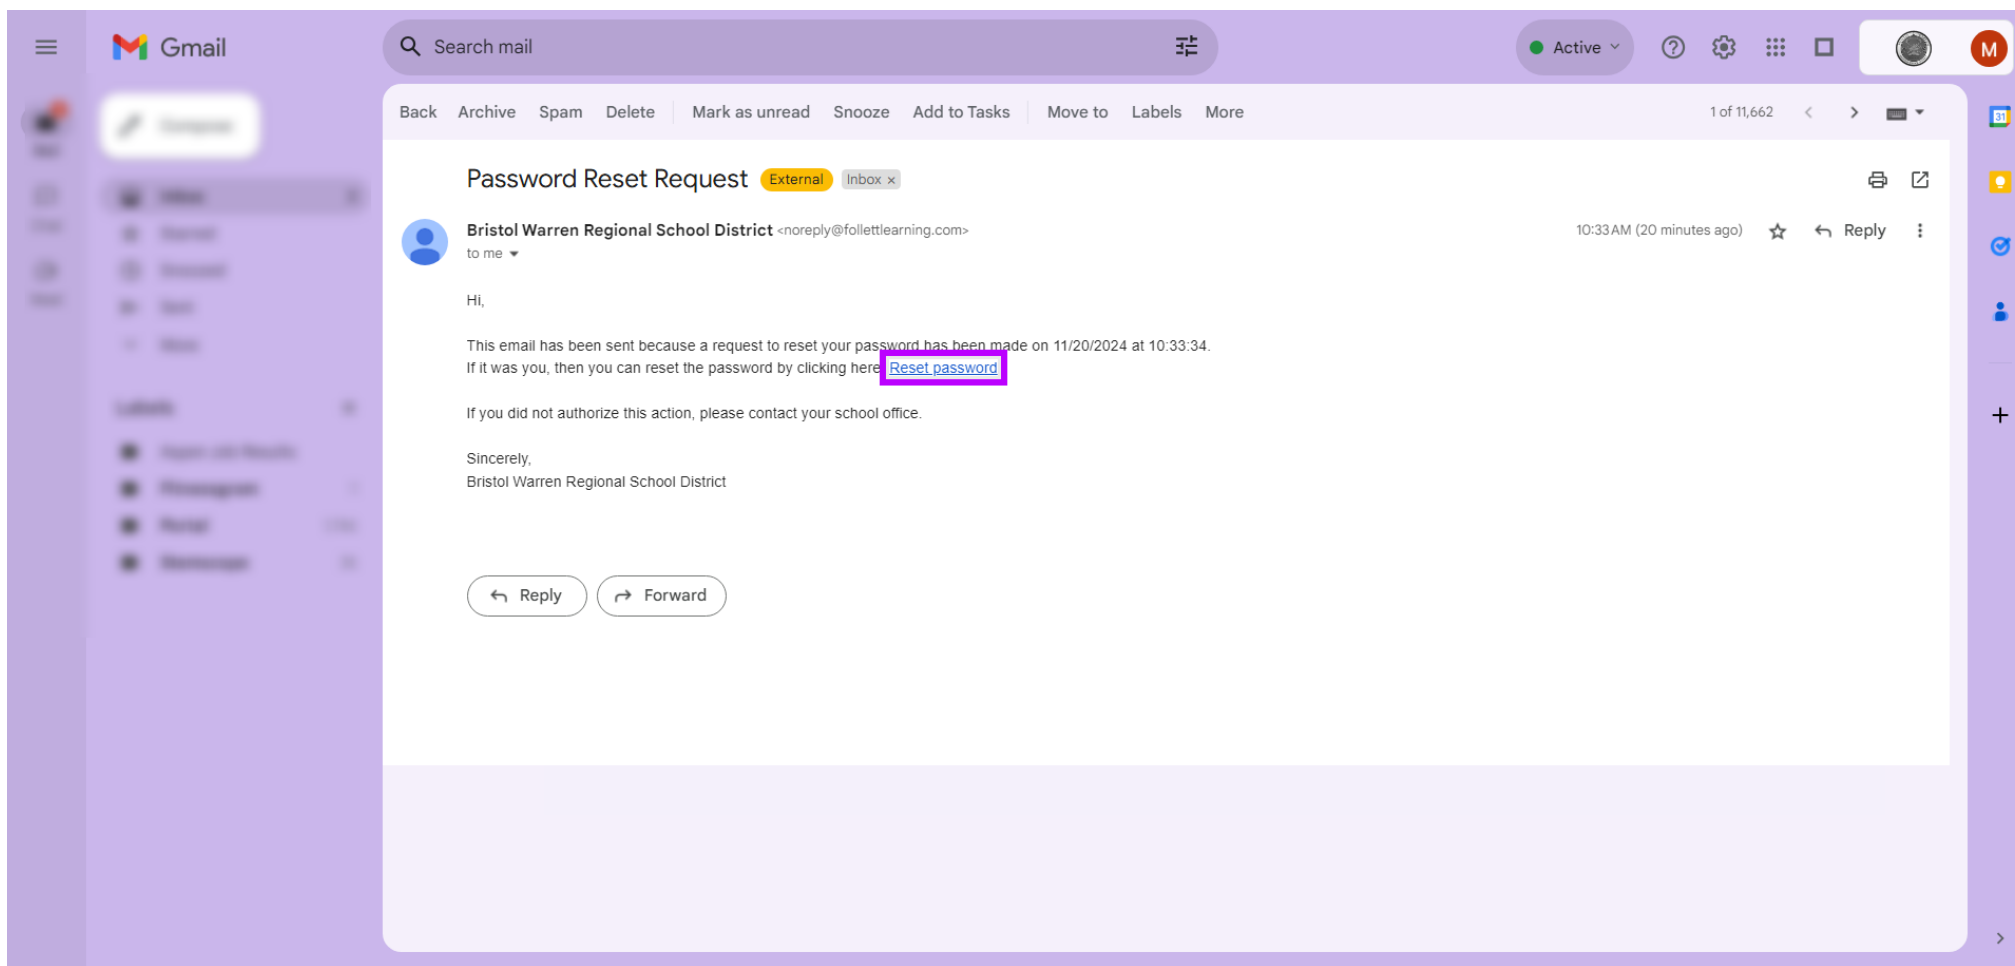 Gmail
Search mail
Active
M
Back Archive Spam Delete Mark as unread Snooze Add to Tasks Move to Labels More
1 of 11,662
31
Password Reset Request External Inbox ×
Bristol Warren Regional School District <noreply@follettlearning.com>
10:33 AM (20 minutes ago) Reply
to me
Hi,
This email has been sent because a request to reset your password has been made on 11/20/2024 at 10:33:34.
If it was you, then you can reset the password by clicking here Reset password
If you did not authorize this action, please contact your school office.
Sincerely,
Bristol Warren Regional School District
Reply Forward